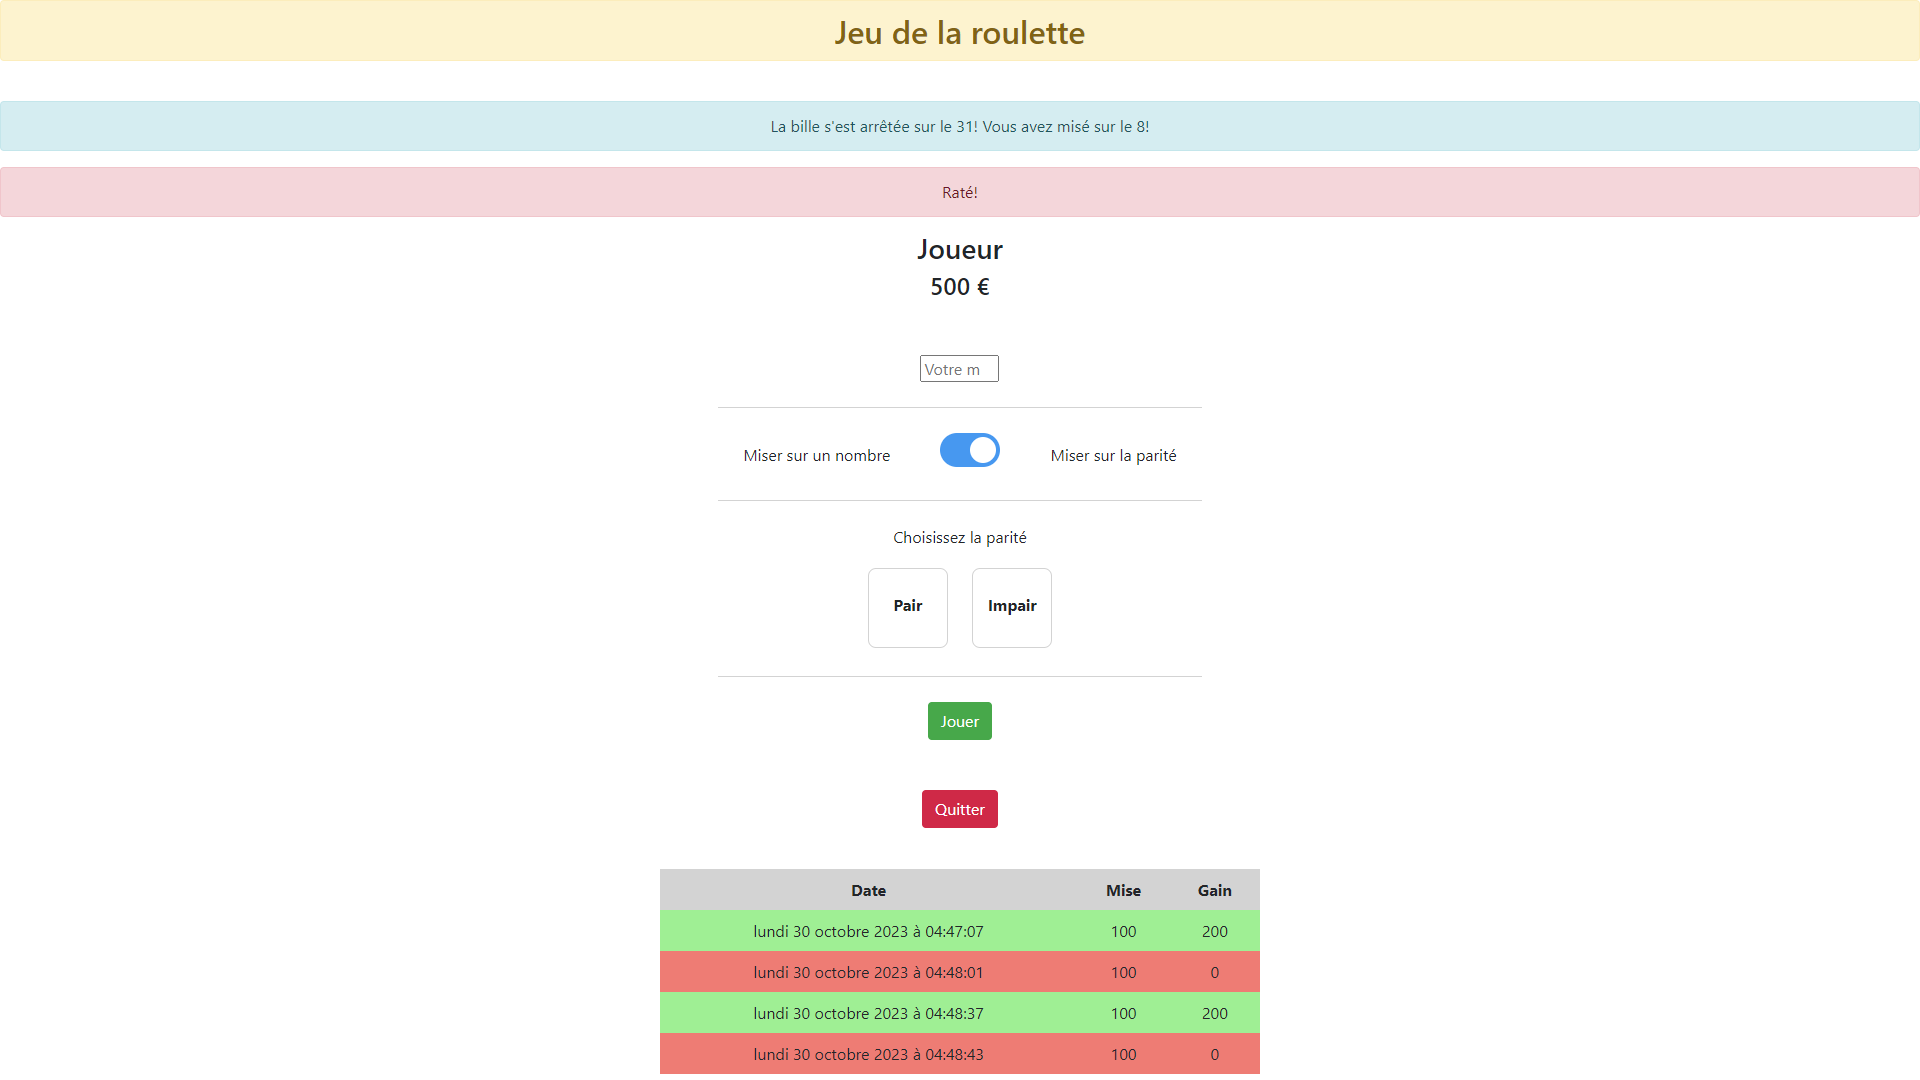 Jeu de la roulette
La bille s'est arrêtée sur le 31! Vous avez misé sur le 8!
Raté!
Joueur
500 €
Votre m
Miser sur un nombre Miser sur la parité
Choisissez la parité
Pair Impair
Jouer
Quitter
Date Mise Gain
lundi 30 octobre 2023 à 04:47:07 100 200
lundi 30 octobre 2023 à 04:48:01 100 0
lundi 30 octobre 2023 à 04:48:37 100 200
lundi 30 octobre 2023 à 04:48:43 100 0